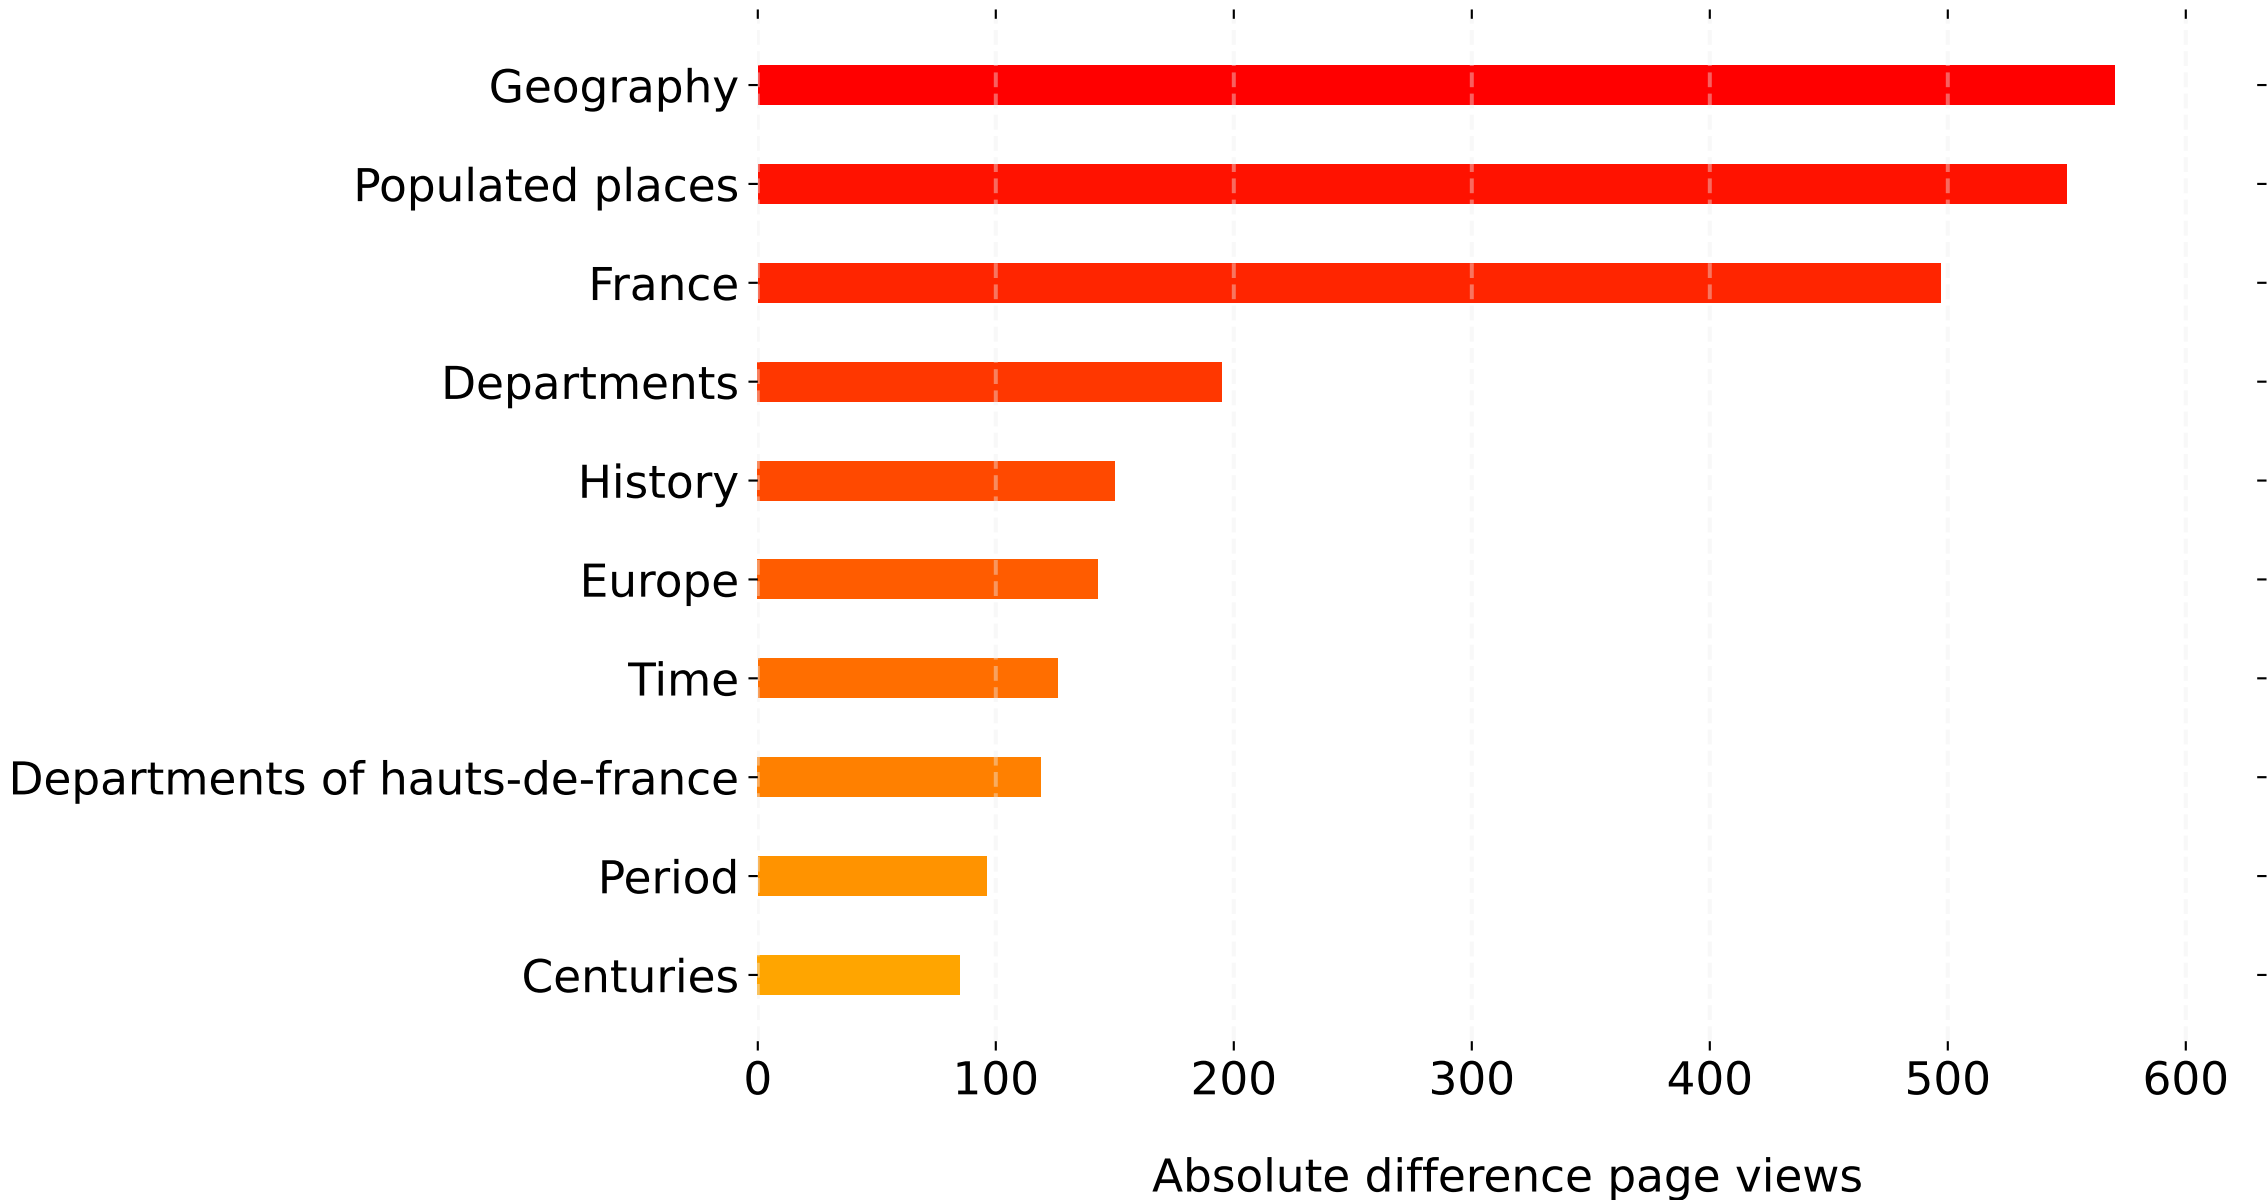 Geography
Populated places
France
Departments
History
Europe
Time
Departments of hauts-de-france
Period
Centuries
0 100 200 300 400 500 600
Absolute difference page views